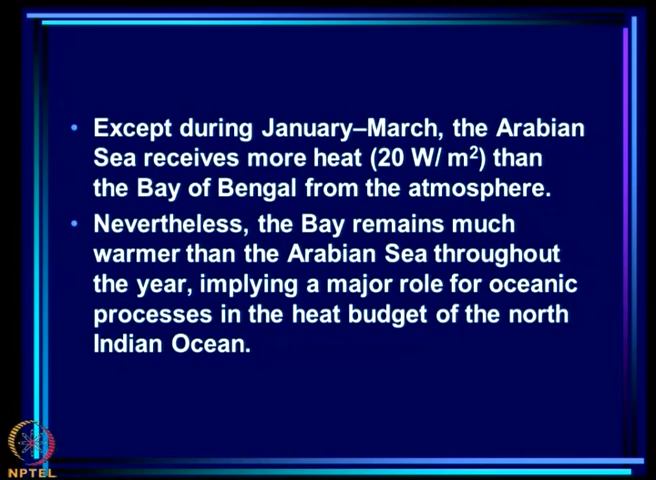 • Except during January–March, the Arabian
Sea receives more heat (20 W/ m²) than
the Bay of Bengal from the atmosphere.
• Nevertheless, the Bay remains much
warmer than the Arabian Sea throughout
the year, implying a major role for oceanic
processes in the heat budget of the north
Indian Ocean.
NPTEL